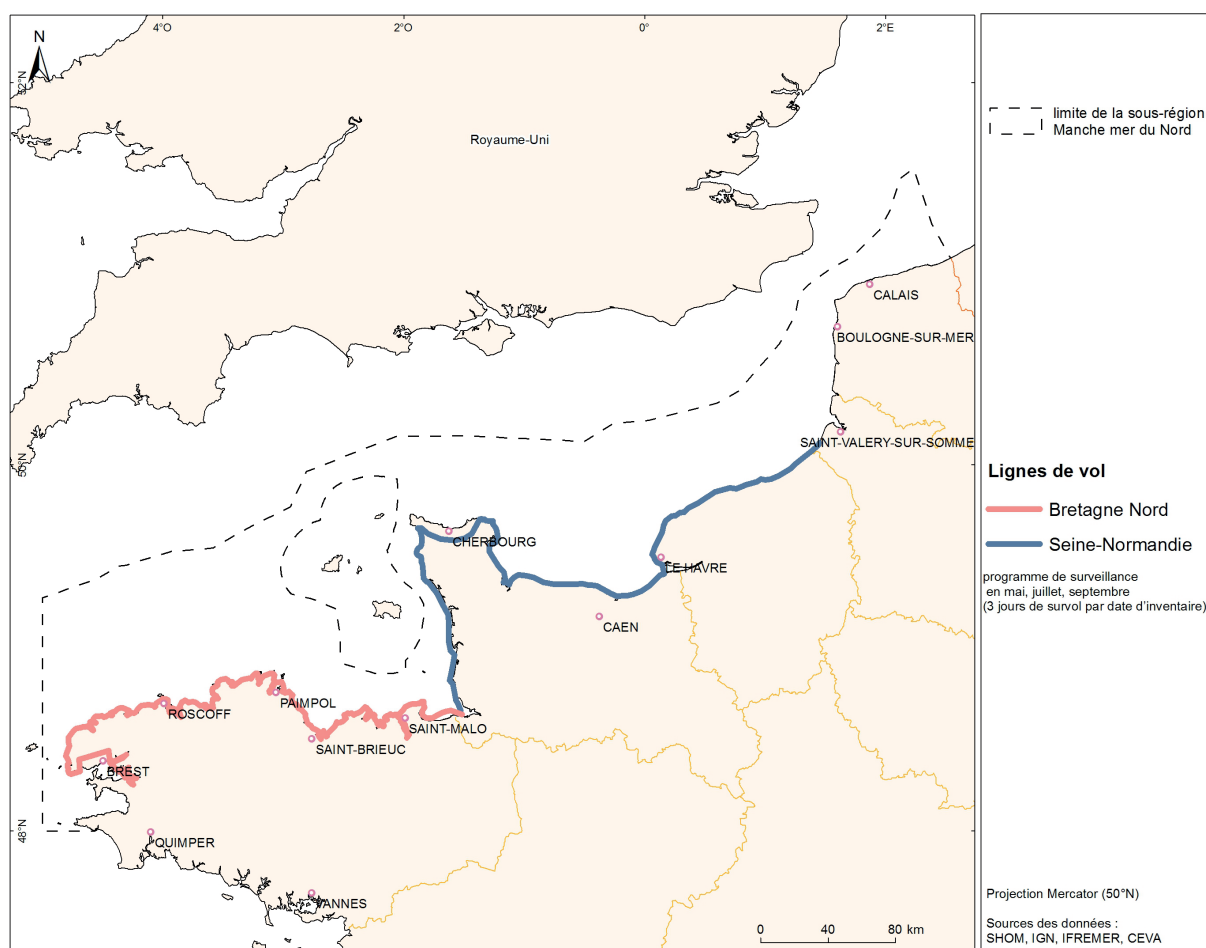 4°O
2°O
0°
2°E
N
52°N
Royaume-Uni
limite de la sous-région
Manche mer du Nord
CALAIS
BOULOGNE-SUR-MER
SAINT-VALERY-SUR-SOMME
50°N
Lignes de vol
Bretagne Nord
Seine-Normandie
CHERBOURG
LE HAVRE
programme de surveillance
en mai, juillet, septembre
(3 jours de survol par date d'inventaire)
CAEN
PAIMPOL
ROSCOFF
SAINT-MALO
SAINT-BRIEUC
BREST
48°N
QUIMPER
VANNES
Projection Mercator (50°N)
0 40 80 km
Sources des données :
SHOM, IGN, IFREMER, CEVA